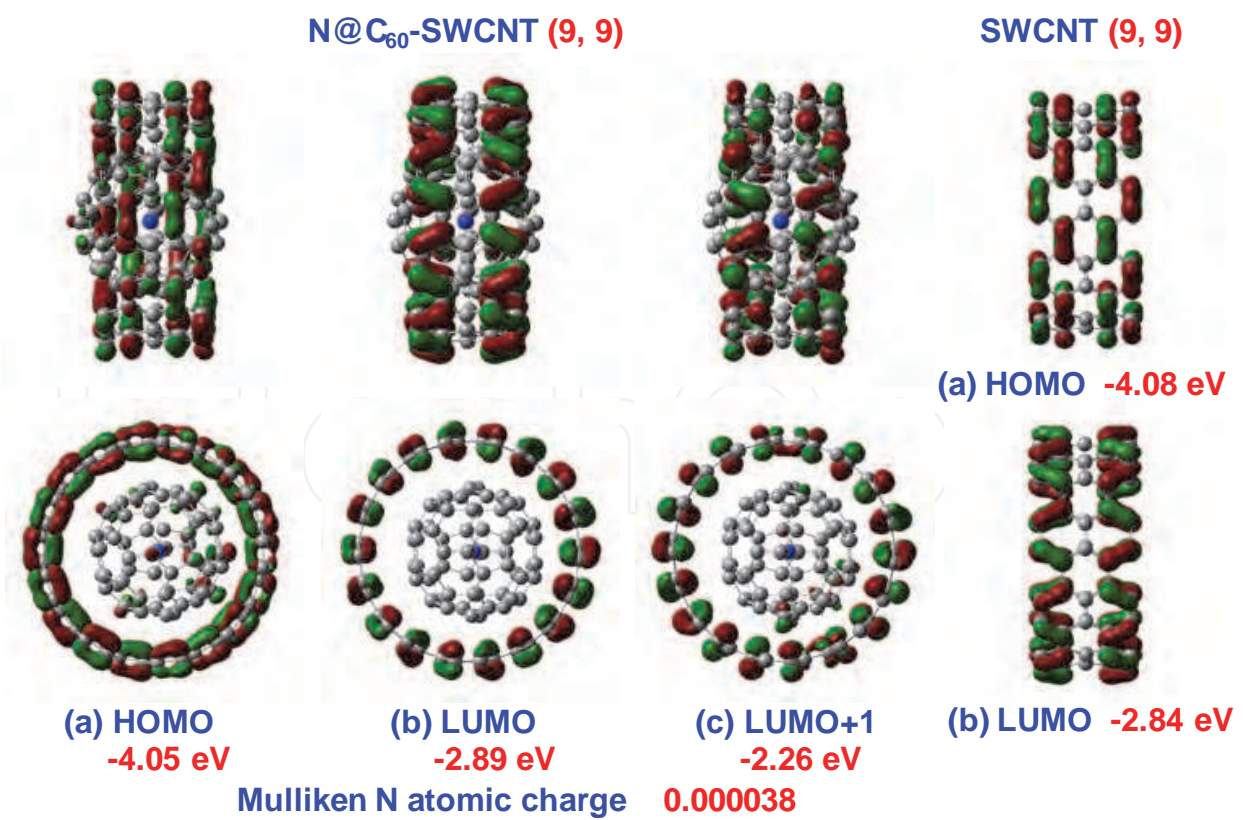 N@C60-SWCNT (9, 9)
SWCNT (9, 9)
(a) HOMO -4.08 eV
(a) HOMO
-4.05 eV
(b) LUMO
-2.89 eV
(c) LUMO+1
-2.26 eV
(b) LUMO -2.84 eV
Mulliken N atomic charge 0.000038